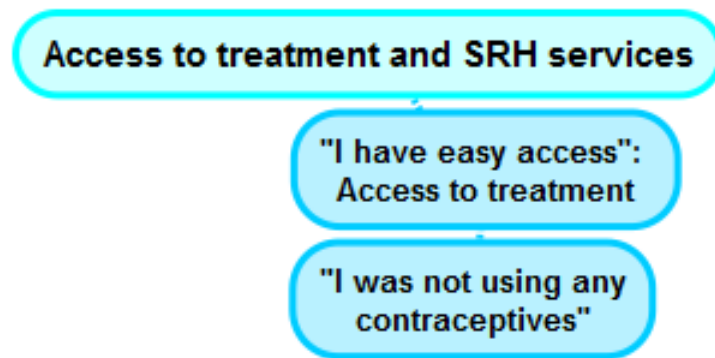 Access to treatment and SRH services
"I have easy access":
Access to treatment
"I was not using any
contraceptives"